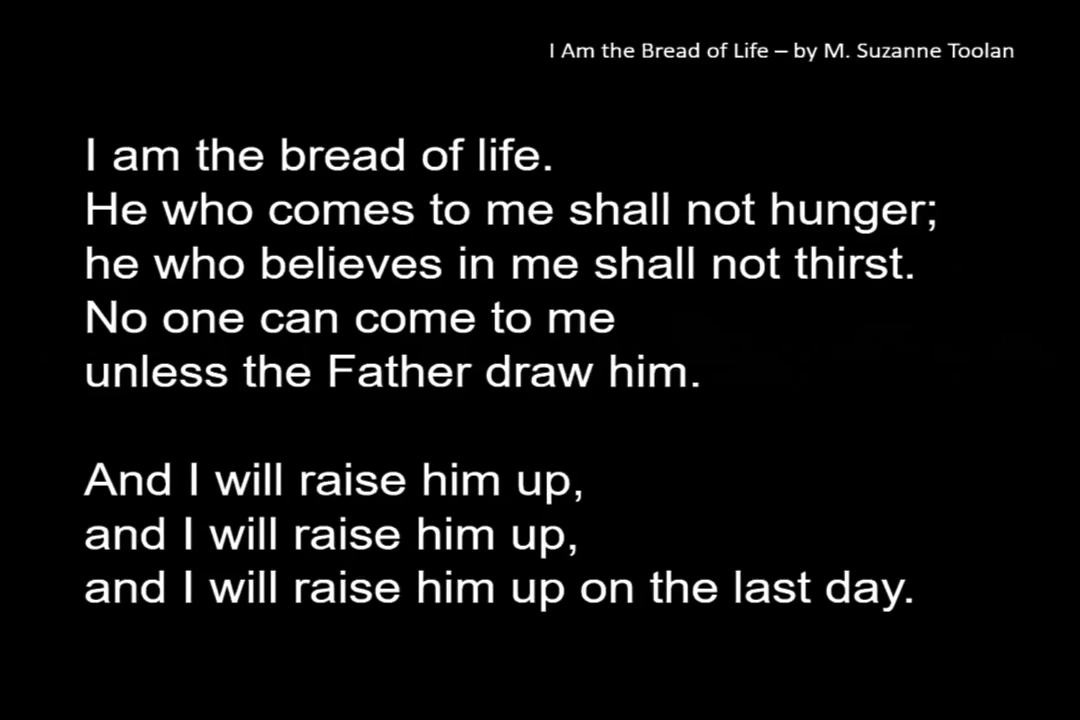 I Am the Bread of Life – by M. Suzanne Toolan
I am the bread of life.
He who comes to me shall not hunger;
he who believes in me shall not thirst.
No one can come to me
unless the Father draw him.
And I will raise him up,
and I will raise him up,
and I will raise him up on the last day.